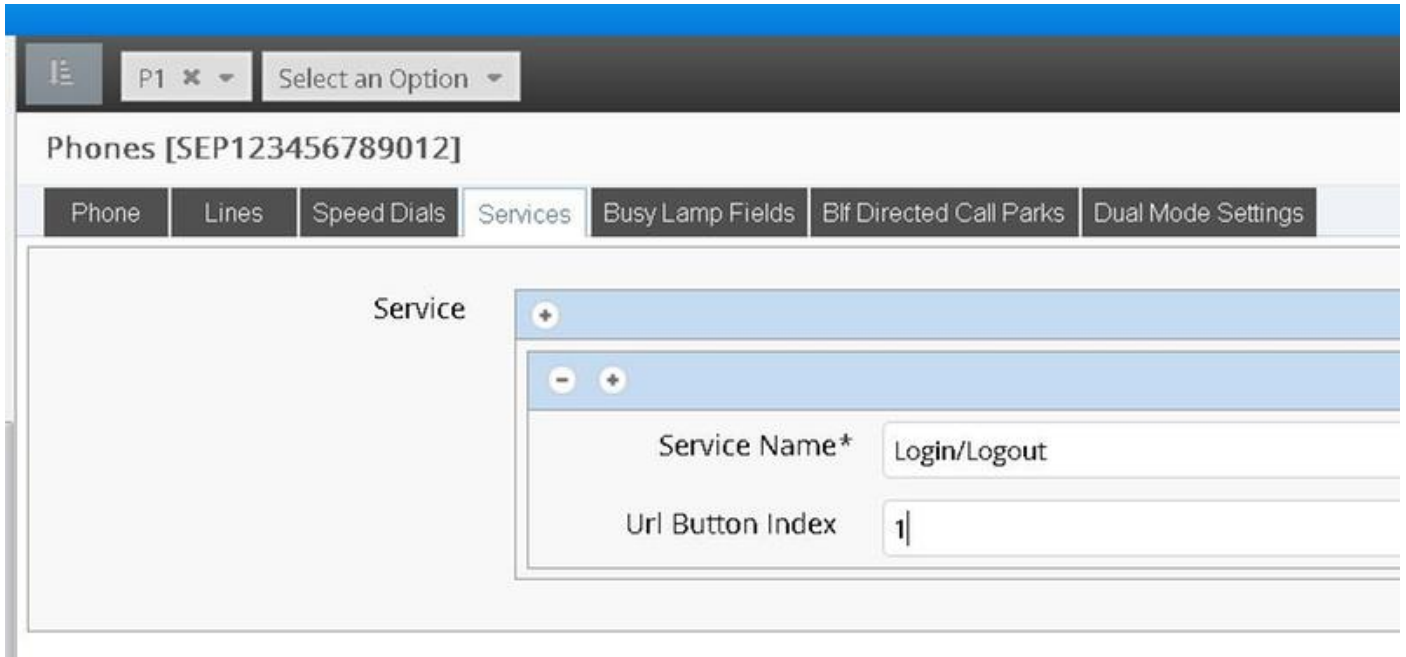 P1 Select an Option
Phones [SEP123456789012]
Phone Lines Speed Dials Services Busy Lamp Fields Blf Directed Call Parks Dual Mode Settings
Service
Service Name* Login/Logout
Url Button Index 1